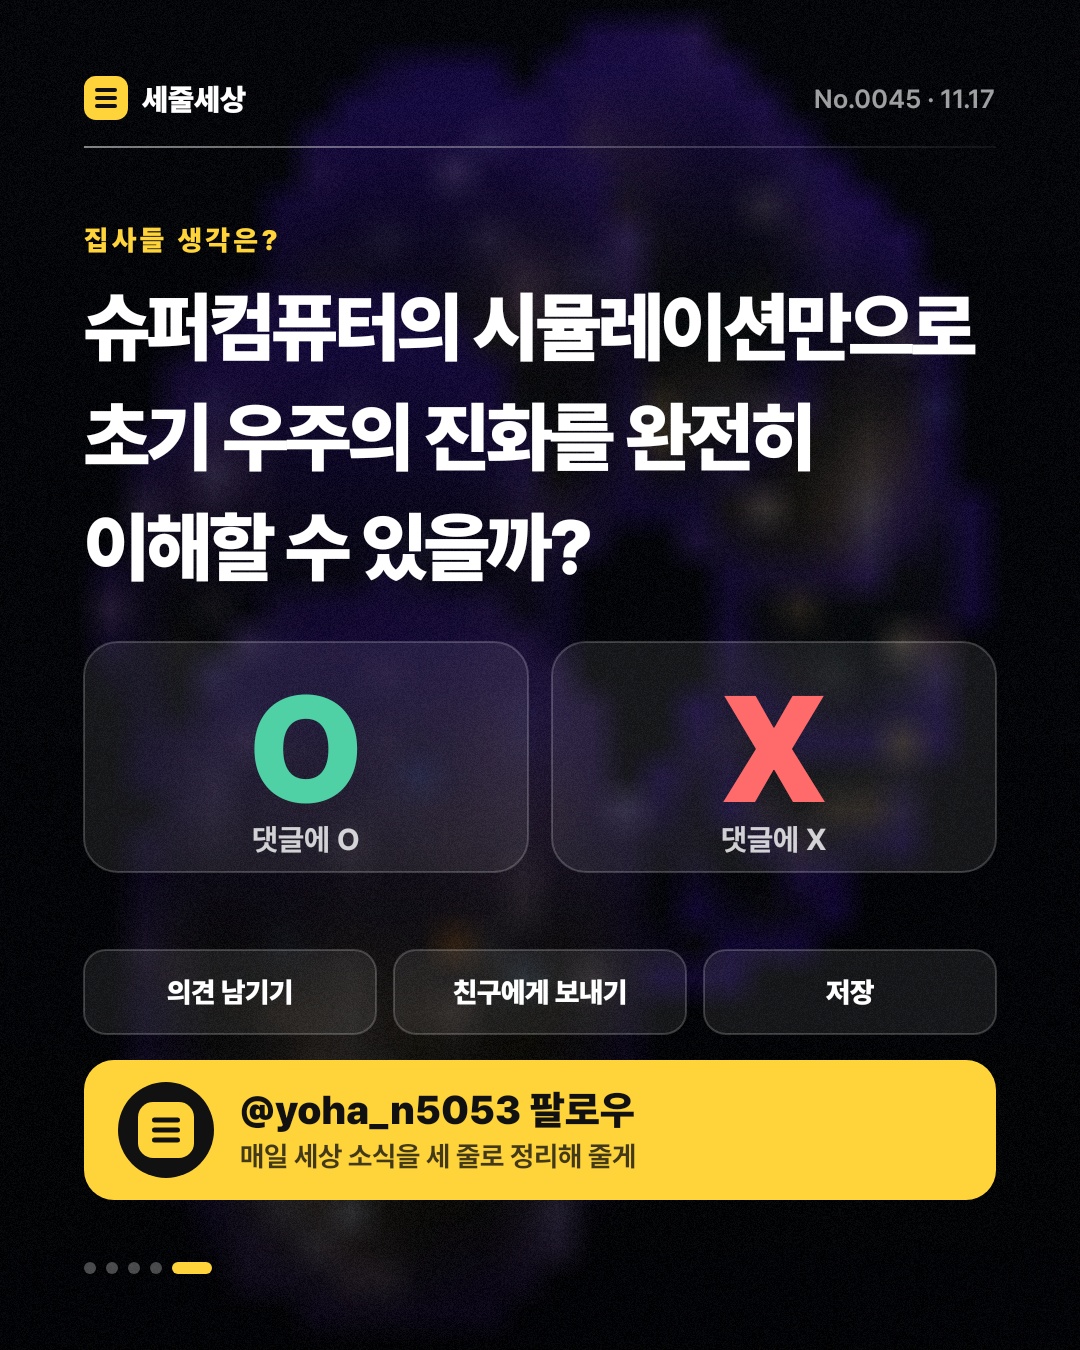 세줄세상
No.0045 · 11.17
집사들 생각은?
슈퍼컴퓨터의 시뮬레이션만으로
초기 우주의 진화를 완전히
이해할 수 있을까?
O
댓글에 O
X
댓글에 X
의견 남기기
친구에게 보내기
저장
@yoha_n5053 팔로우
매일 세상 소식을 세 줄로 정리해 줄게